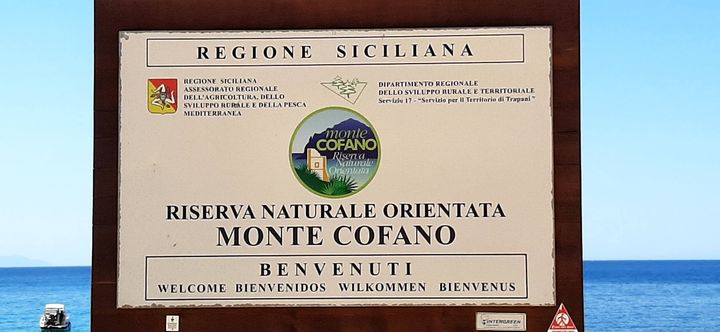 REGIONE SICILIANA
REGIONE SICILIANA
ASSESSORATO REGIONALE
DELL'AGRICOLTURA, DELLO
SVILUPPO RURALE E DELLA PESCA
MEDITERRANEA
DIPARTIMENTO REGIONALE
DELLO SVILUPPO RURALE E TERRITORIALE
Servizio 17 - "Servizio per il Territorio di Trapani"
monte
COFANO
Riserva
Naturale
Orientata
RISERVA NATURALE ORIENTATA
MONTE COFANO
BENVENUTI
WELCOME BIENVENIDOS WILKOMMEN BIENVENUS
INTERGREEN